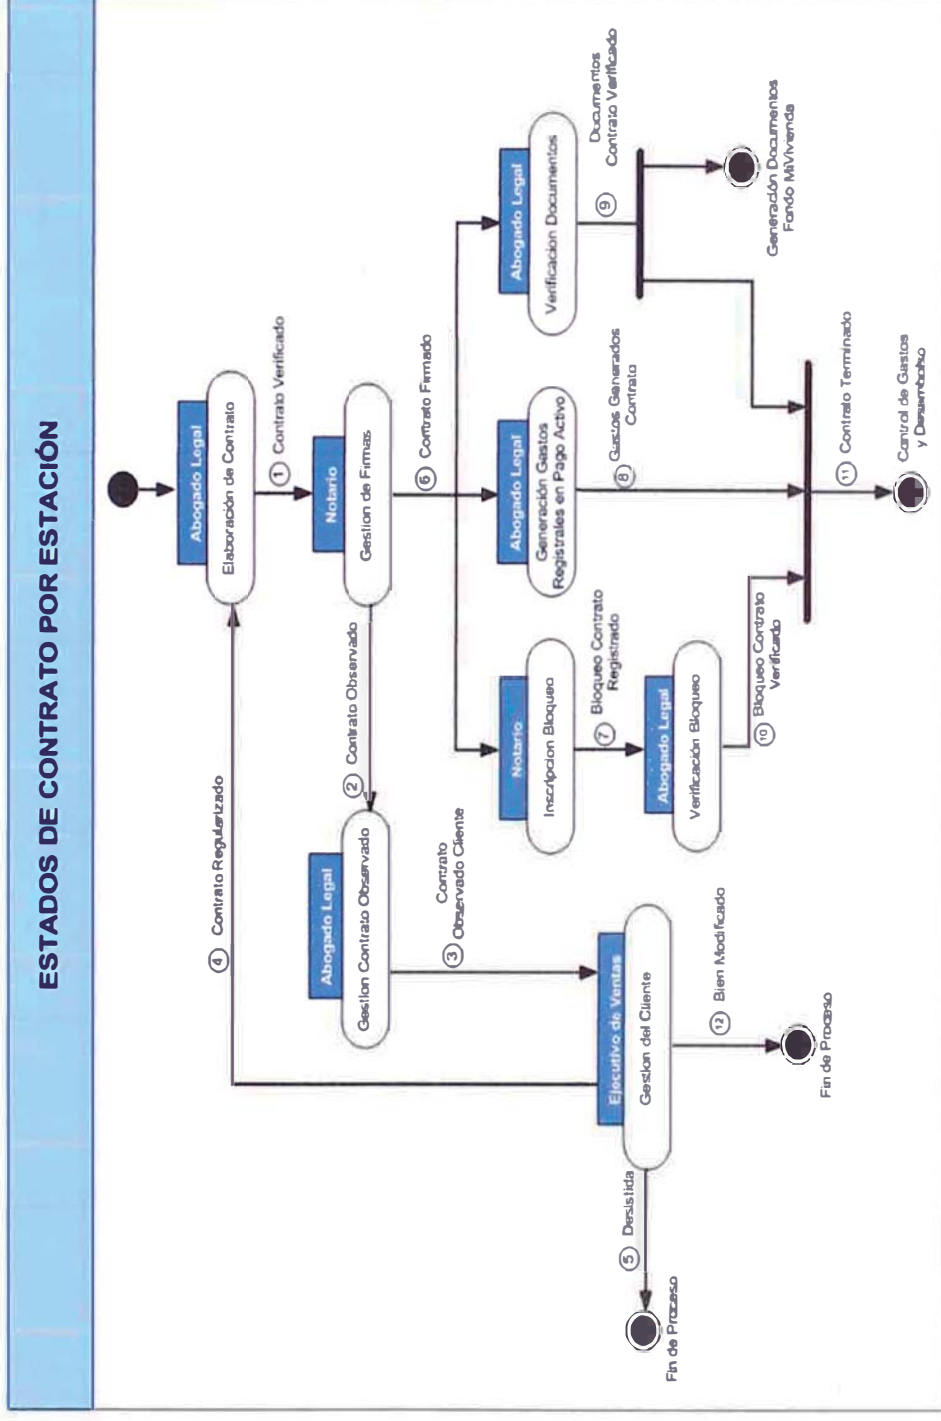 ESTADOS DE CONTRATO POR ESTACIÓN
Abogado Legal
Elaboración de Contrato
1 Contrato Verificado
4 Contrato Regularizado
Notario
Gestion de Firmas
2 Contrato Observado
6 Contrato Firmado
Abogado Legal
Gestion Contrato Observado
3 Contrato
Observado Cliente
Notario
Inscripcion Bloqueo
7 Bloqueo Contrato
Registrado
Abogado Legal
Generación Gastos
Registrales en Pago Activo
8 Gastos Generados
Contrato
Abogado Legal
Verificacion Documentos
9 Documentos
Contrato Verificado
Ejecutivo de Ventas
Gestion del Cliente
5 Desistida
Fin de Proceso
12 Bien Modificado
Fin de Proceso
Abogado Legal
Verificación Bloqueo
10 Bloqueo Contrato
Verificado
Generación Documentos
Fondo MiVivienda
11 Contrato Terminado
Control de Gastos
y Desembolso